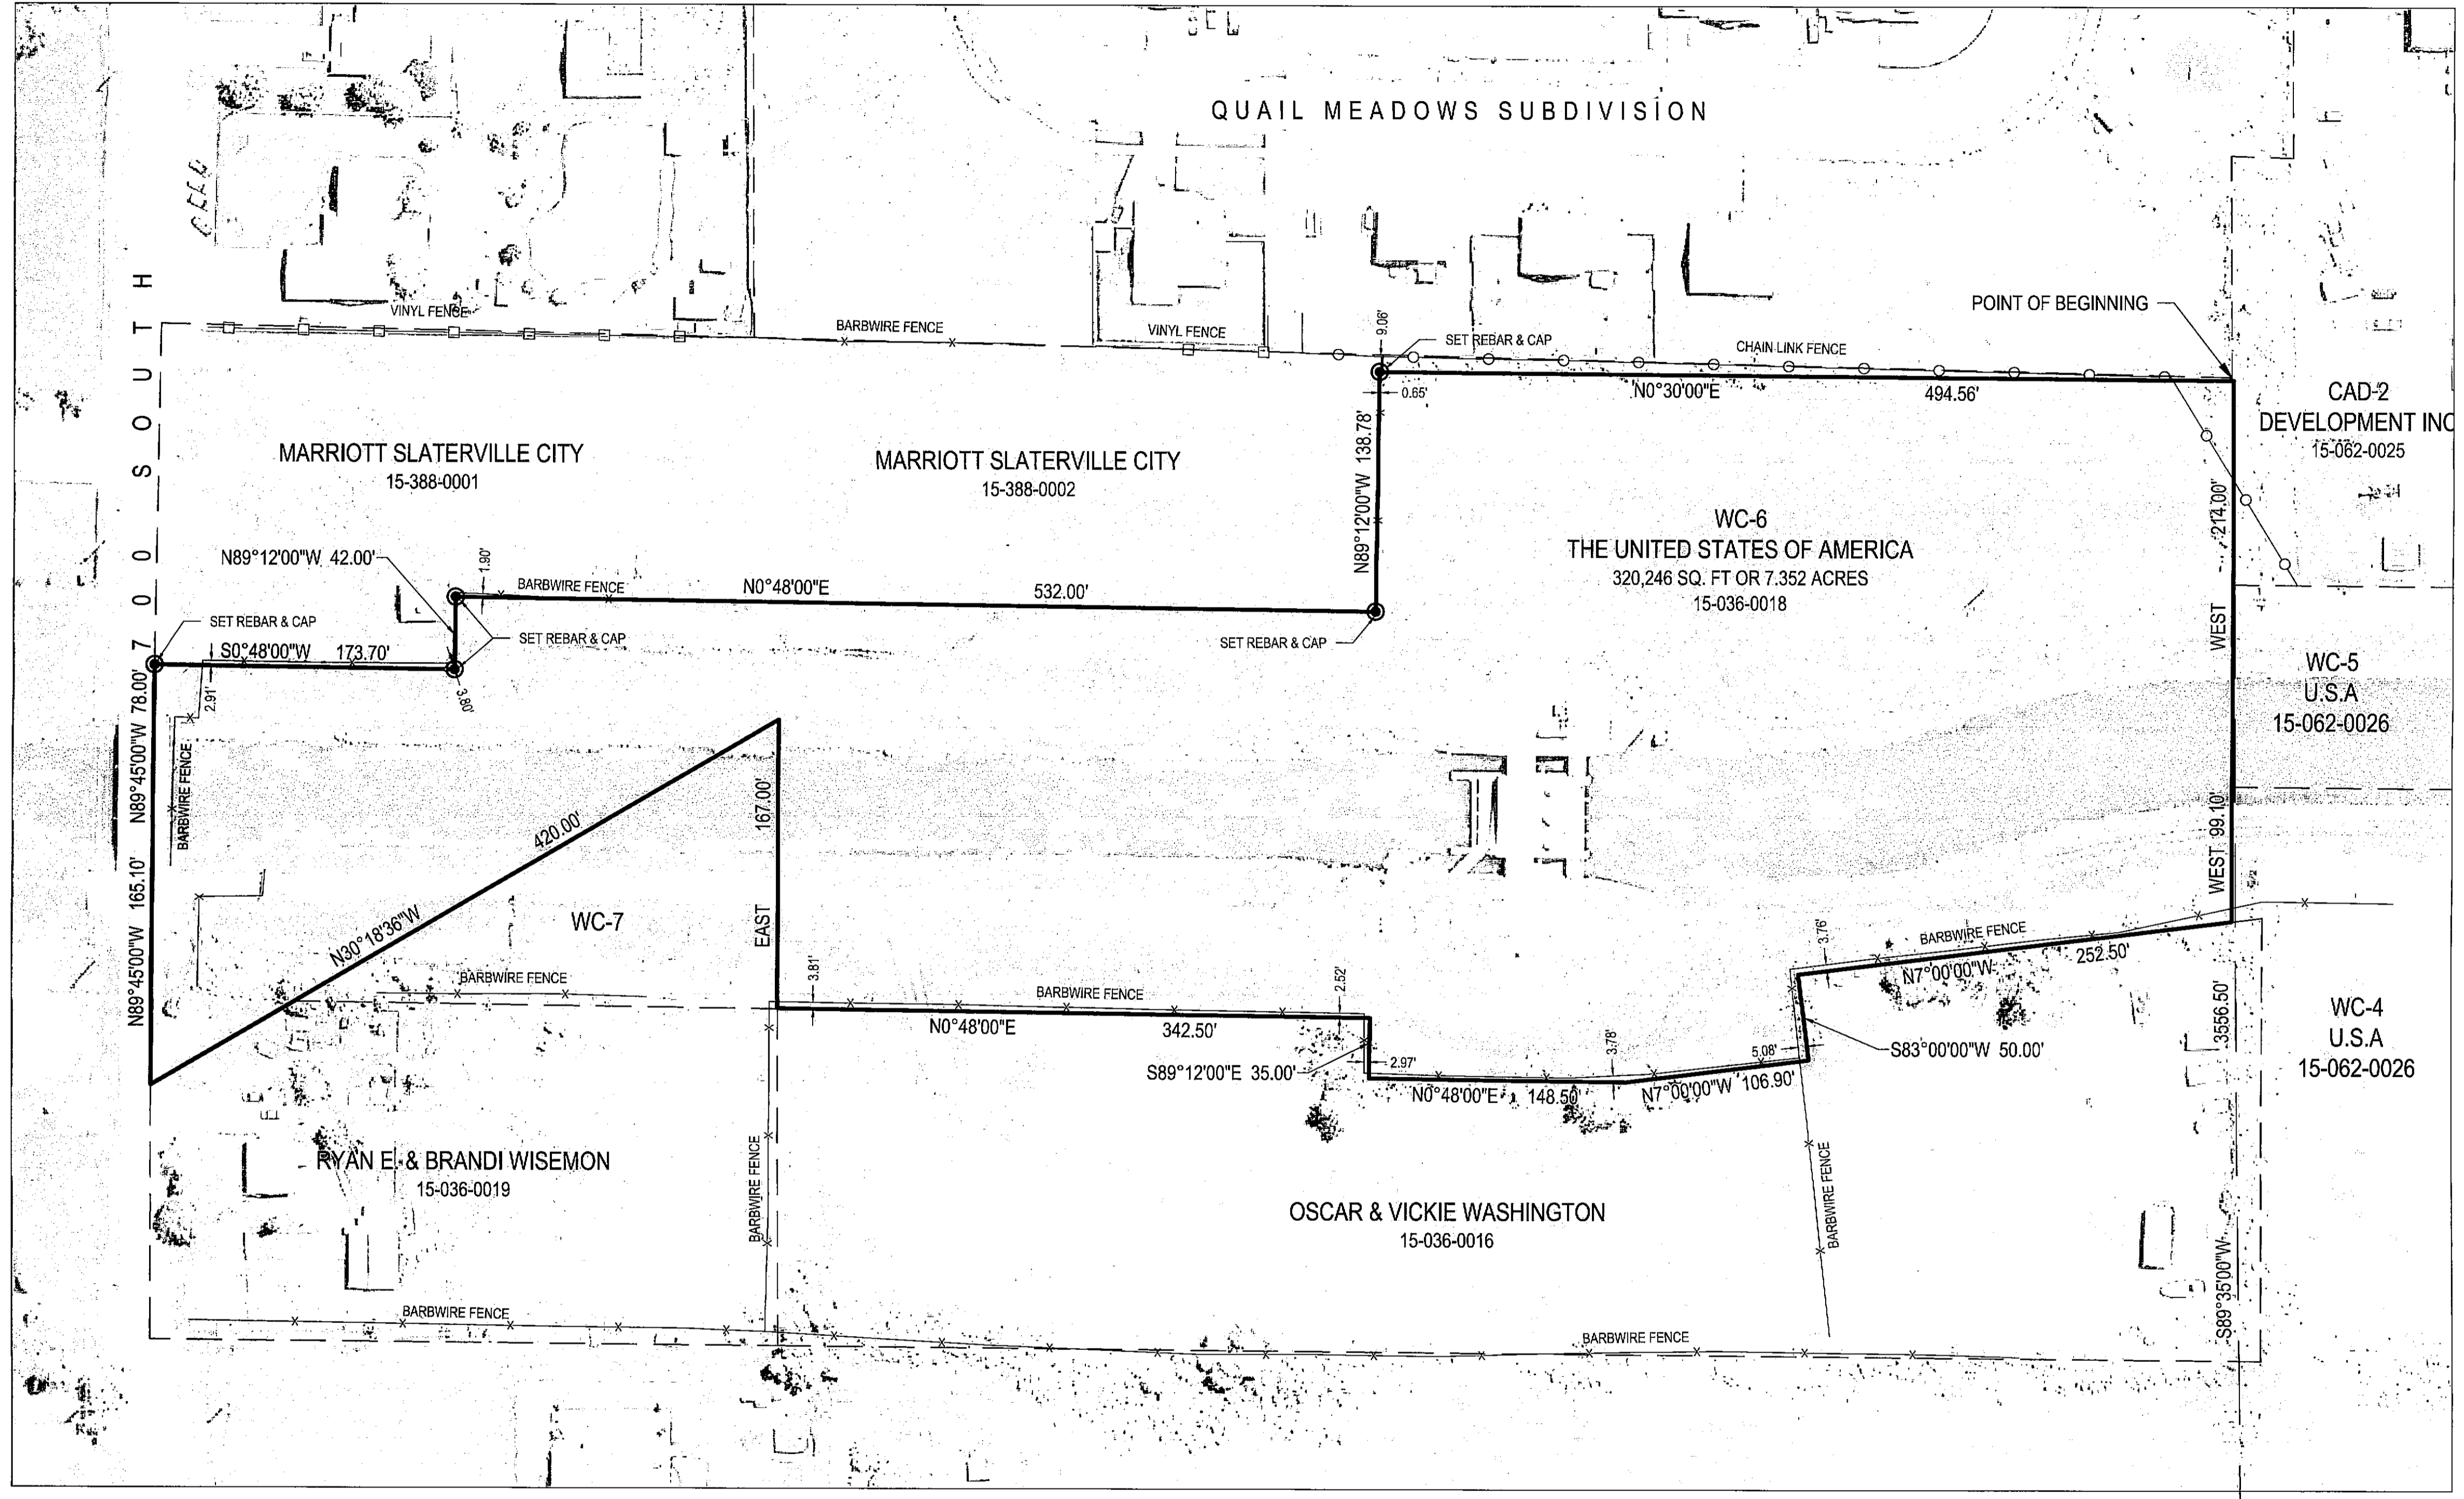 QUAIL MEADOWS SUBDIVISION
POINT OF BEGINNING
VINYL FENCE
BARBWIRE FENCE
VINYL FENCE
9.06'
SET REBAR & CAP
CHAIN LINK FENCE
0.65'
N0°30'00"E
494.56'
CAD-2
DEVELOPMENT INC
15-062-0025
7000 SOUTH
MARRIOTT SLATERVILLE CITY
15-388-0001
MARRIOTT SLATERVILLE CITY
15-388-0002
N89°12'00"W 138.78'
WC-6
THE UNITED STATES OF AMERICA
320,246 SQ. FT OR 7.352 ACRES
15-036-0018
WEST 214.00'
N89°12'00"W 42.00'
1.90'
BARBWIRE FENCE
N0°48'00"E
532.00'
SET REBAR & CAP
SET REBAR & CAP
SET REBAR & CAP
S0°48'00"W 173.70'
2.91'
3.80'
WC-5
U.S.A
15-062-0026
N89°45'00"W 78.00'
BARBWIRE FENCE
N89°45'00"W 165.10'
420.00'
N30°18'36"W
EAST 167.00'
WC-7
WEST 99.10'
BARBWIRE FENCE
3.81'
BARBWIRE FENCE
2.52'
N0°48'00"E
342.50'
3.76'
BARBWIRE FENCE
N7°00'00"W
252.50'
S89°12'00"E 35.00'
2.97'
3.78'
5.08'
S83°00'00"W 50.00'
N0°48'00"E
148.50'
N7°00'00"W 106.90'
3556.50'
S89°35'00"W
WC-4
U.S.A
15-062-0026
RYAN E. & BRANDI WISEMON
15-036-0019
BARBWIRE FENCE
OSCAR & VICKIE WASHINGTON
15-036-0016
BARBWIRE FENCE
BARBWIRE FENCE
BARBWIRE FENCE